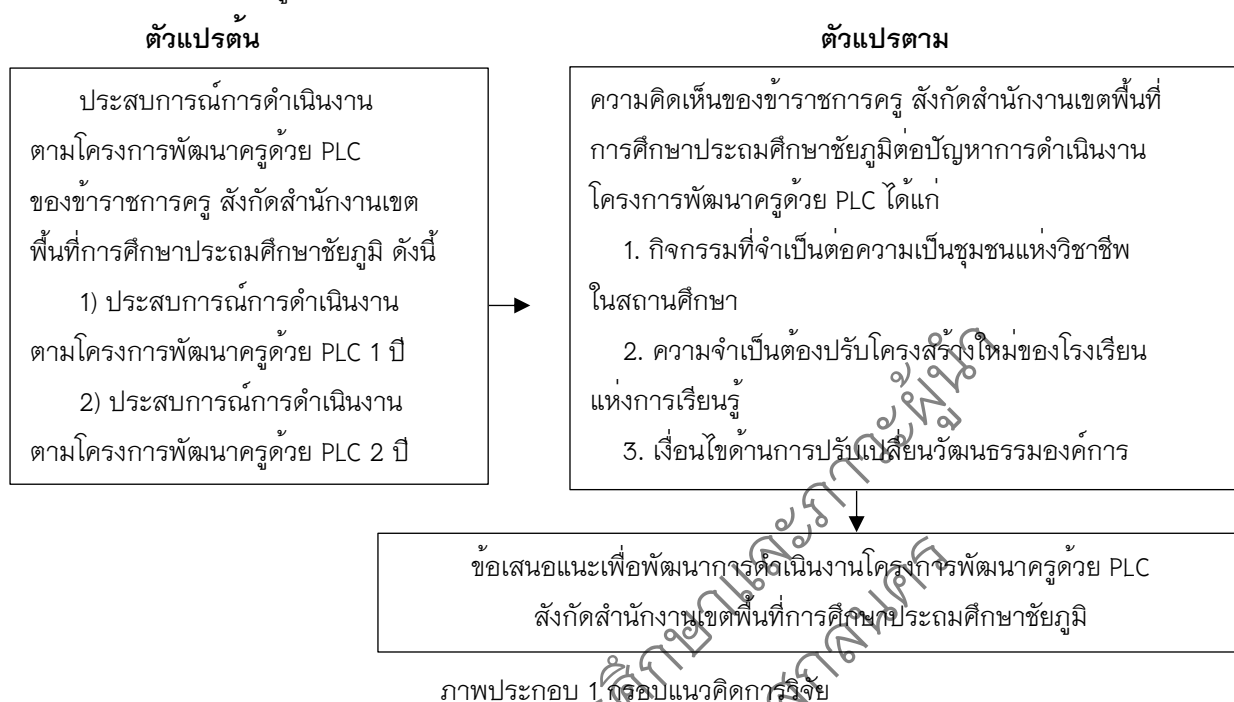 ตัวแปรต้น
ประสบการณ์การดำเนินงาน
ตามโครงการพัฒนาครูด้วย PLC
ของข้าราชการครู สังกัดสำนักงานเขต
พื้นที่การศึกษาประถมศึกษาชัยภูมิ ดังนี้
1) ประสบการณ์การดำเนินงาน
ตามโครงการพัฒนาครูด้วย PLC 1 ปี
2) ประสบการณ์การดำเนินงาน
ตามโครงการพัฒนาครูด้วย PLC 2 ปี
ตัวแปรตาม
ความคิดเห็นของข้าราชการครู สังกัดสำนักงานเขตพื้นที่
การศึกษาประถมศึกษาชัยภูมิต่อปัญหาการดำเนินงาน
โครงการพัฒนาครูด้วย PLC ได้แก่
1. กิจกรรมที่จำเป็นต่อความเป็นชุมชนแห่งวิชาชีพ
ในสถานศึกษา
2. ความจำเป็นต้องปรับโครงสร้างใหม่ของโรงเรียน
แห่งการเรียนรู้
3. เงื่อนไขด้านการปรับเปลี่ยนวัฒนธรรมองค์การ
ข้อเสนอแนะเพื่อพัฒนาการดำเนินงานโครงการพัฒนาครูด้วย PLC
สังกัดสำนักงานเขตพื้นที่การศึกษาประถมศึกษาชัยภูมิ
ภาพประกอบ 1 กรอบแนวคิดการวิจัย